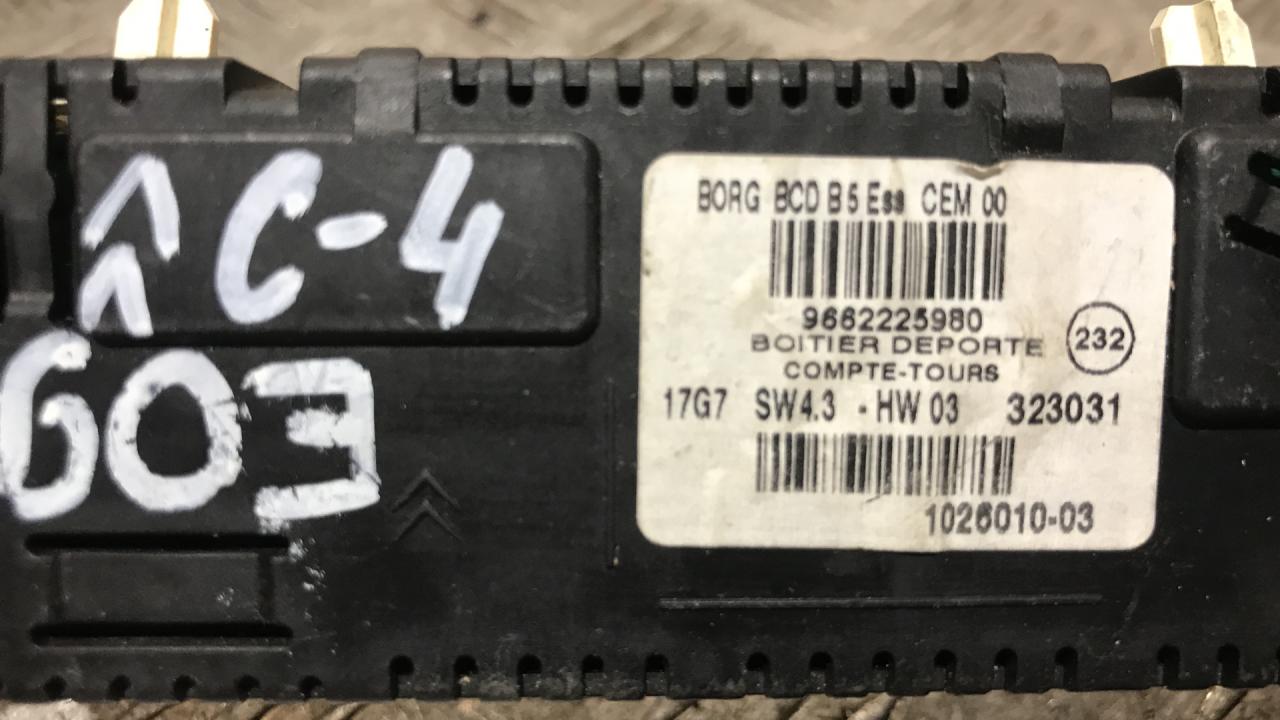 C-4
603
BORG BCD B5 Ess CEM 00
9662225980
BOITIER DEPORTE
232
COMPTE-TOURS
17G7 SW4.3 - HW 03 323031
1026010-03